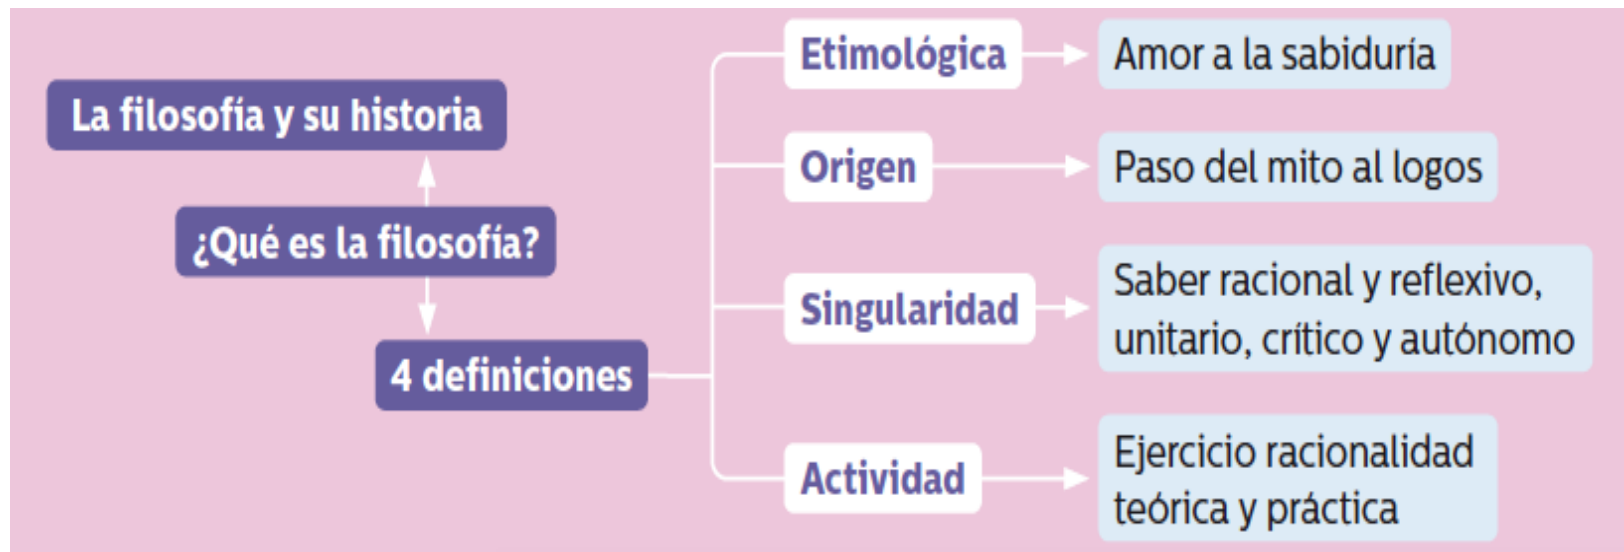 La filosofía y su historia
¿Qué es la filosofía?
4 definiciones
Etimológica
Amor a la sabiduría
Origen
Paso del mito al logos
Singularidad
Saber racional y reflexivo,
unitario, crítico y autónomo
Actividad
Ejercicio racionalidad
teórica y práctica